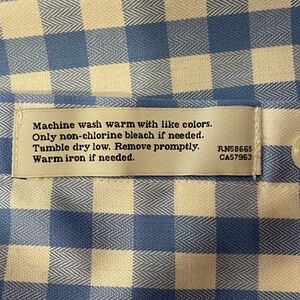 Machine wash warm with like colors.
Only non-chlorine bleach if needed.
Tumble dry low. Remove promptly.
Warm iron if needed.
RN58665
CA57963